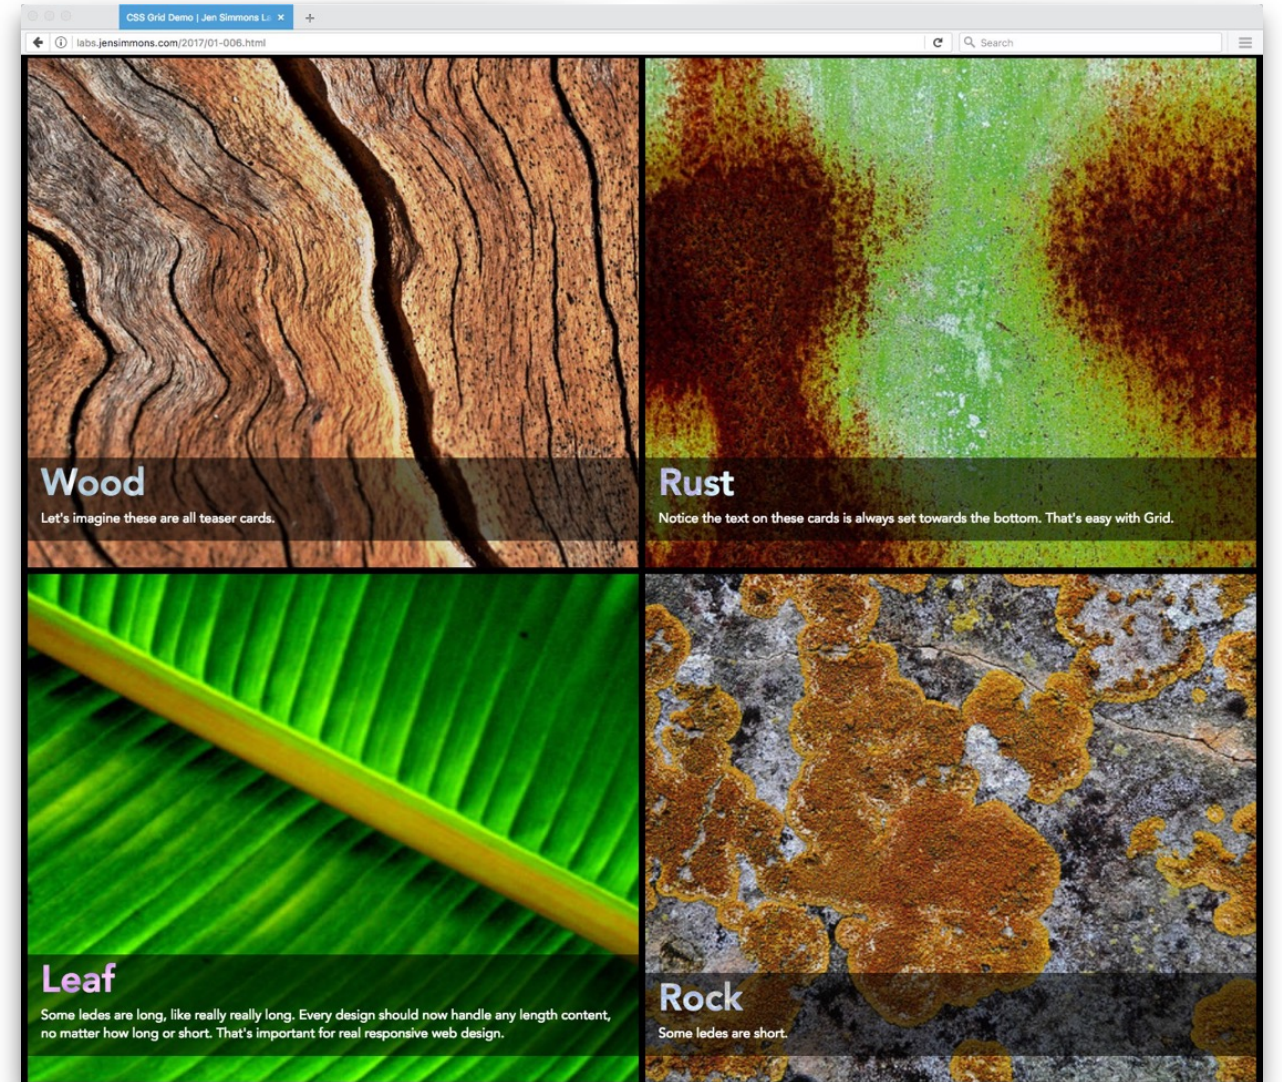 CSS Grid Demo | Jen Simmons La
labs.jensimmons.com/2017/01-006.html
Search
Wood
Let's imagine these are all teaser cards.
Rust
Notice the text on these cards is always set towards the bottom. That's easy with Grid.
Leaf
Some ledes are long, like really really long. Every design should now handle any length content,
no matter how long or short. That's important for real responsive web design.
Rock
Some ledes are short.